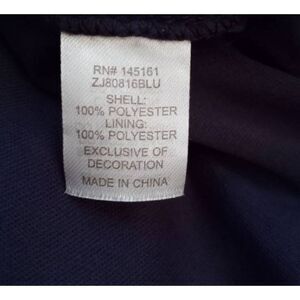 RN# 145161
ZJ80816BLU
SHELL:
100% POLYESTER
LINING:
100% POLYESTER
EXCLUSIVE OF
DECORATION
MADE IN CHINA